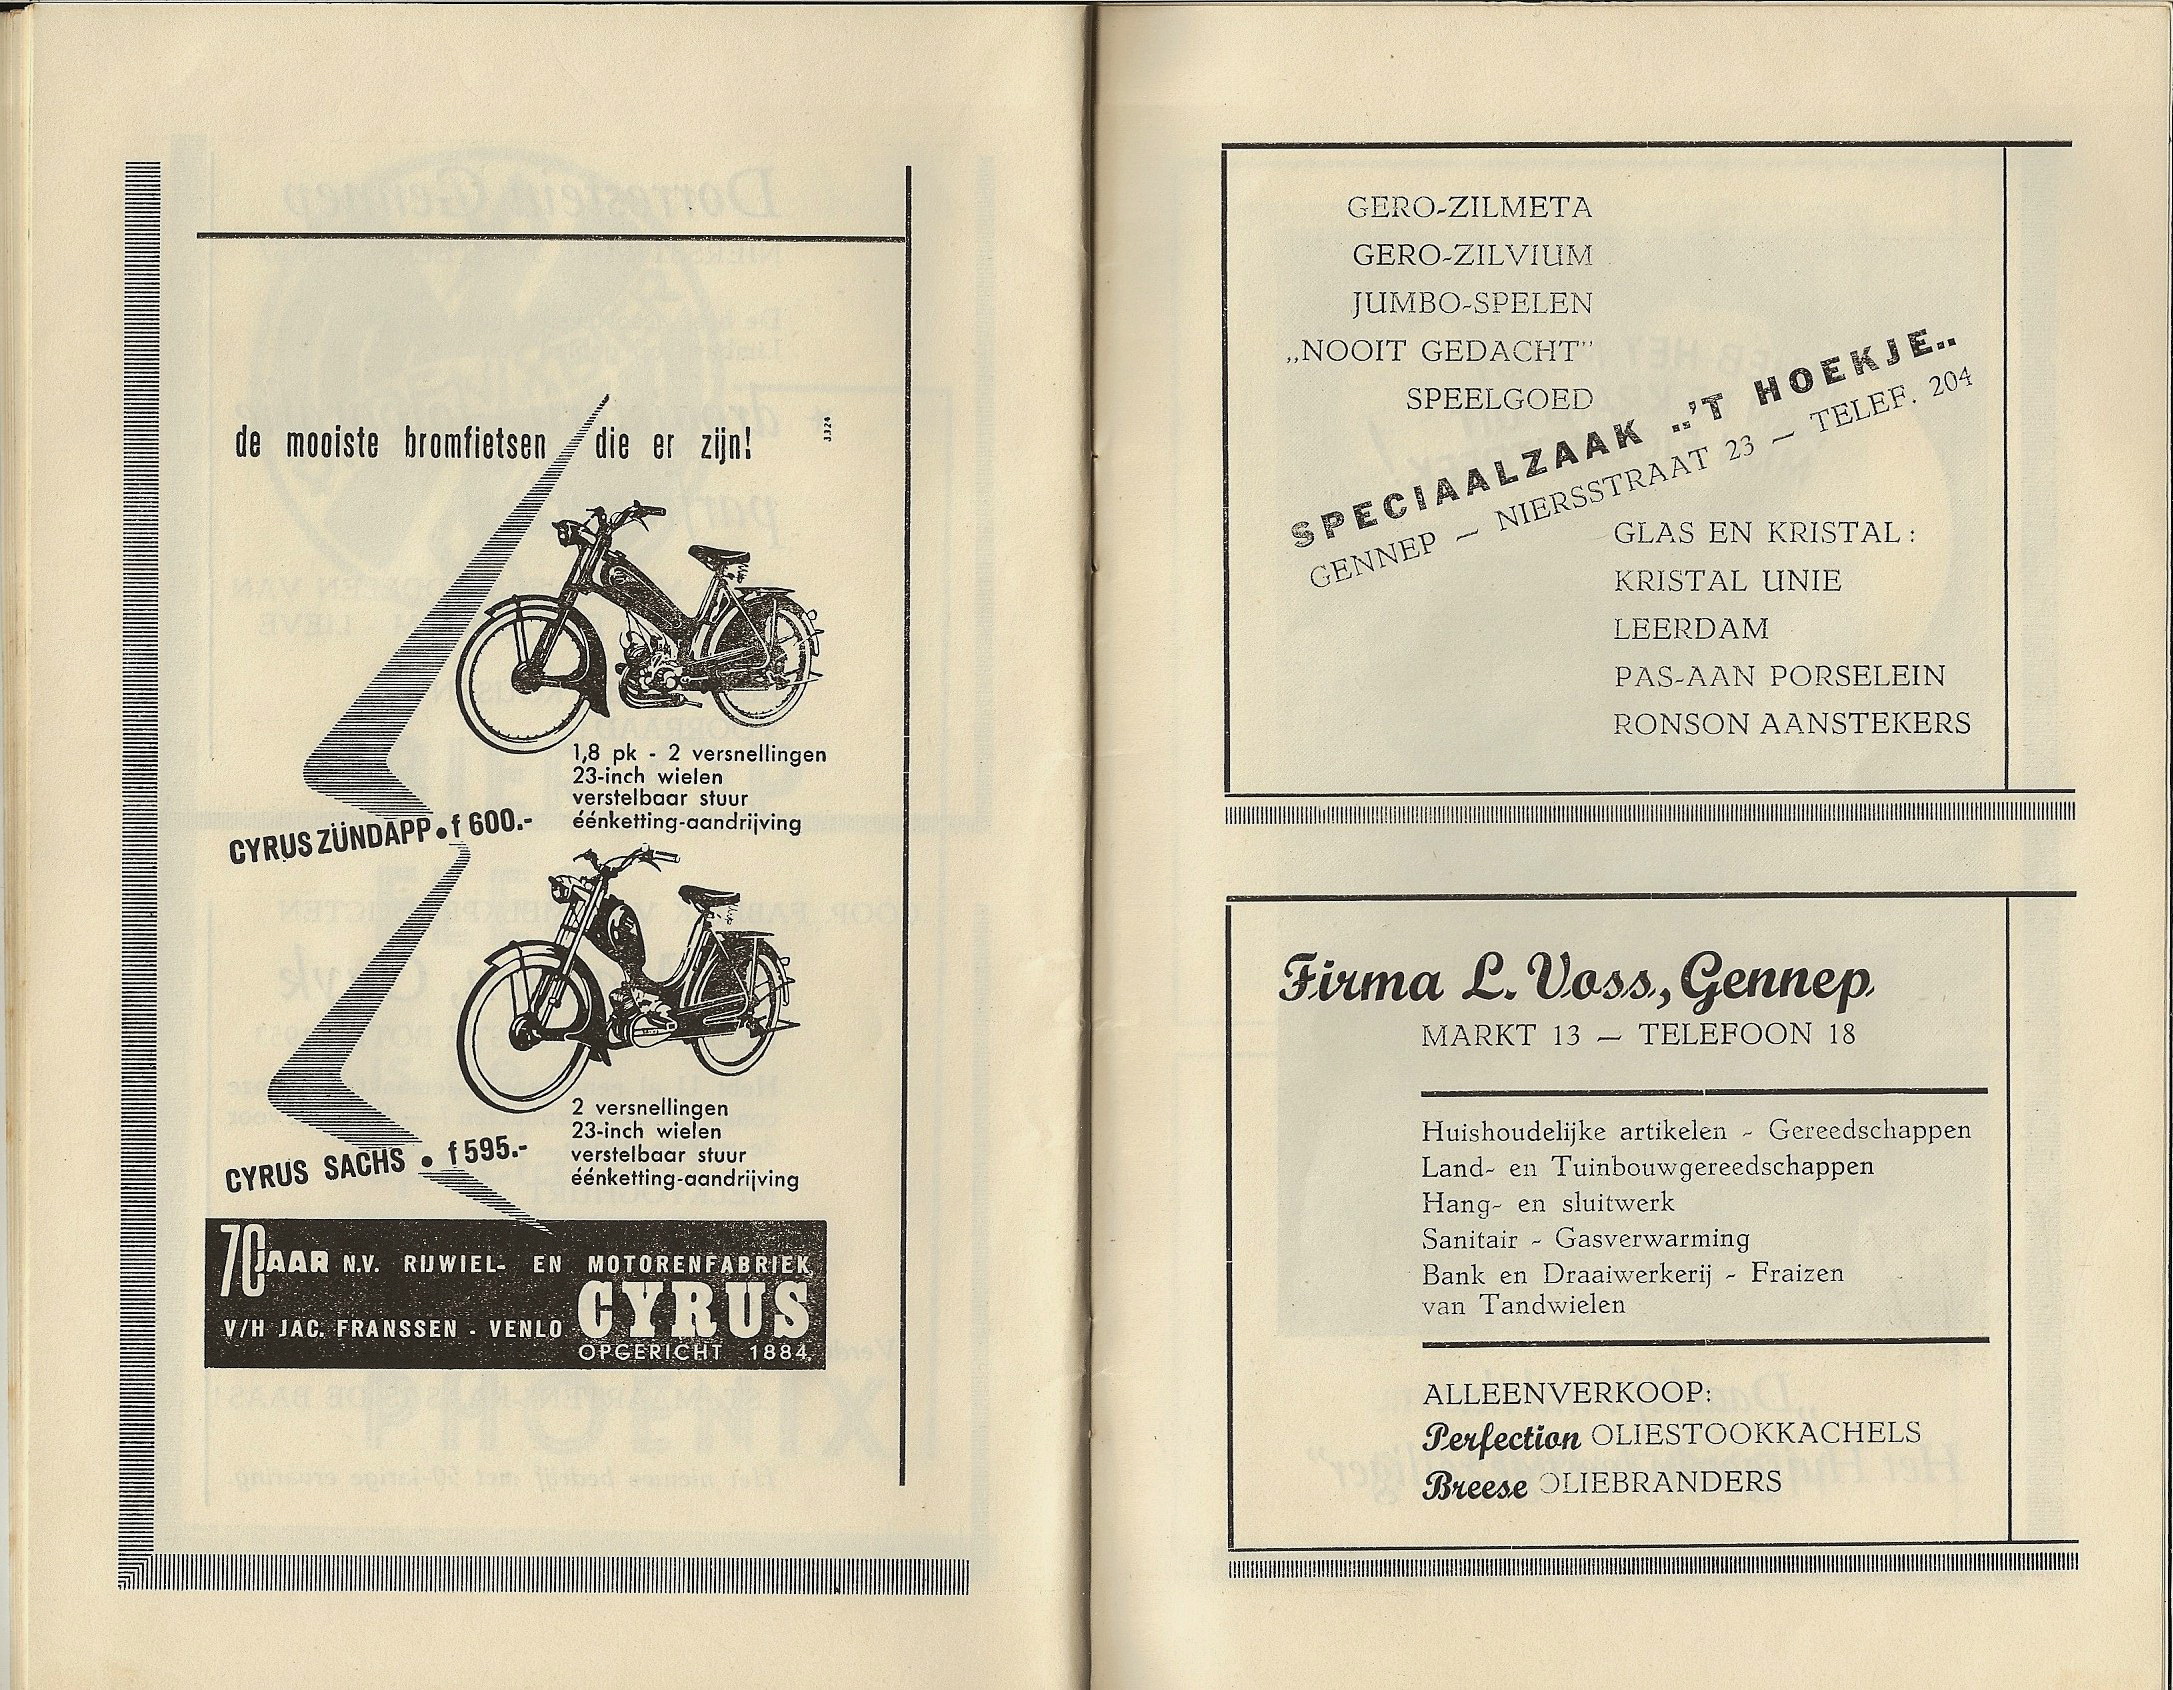 de mooiste bromfietsen die er zijn!
3324
1,8 pk - 2 versnellingen
23-inch wielen
verstelbaar stuur
éénketting-aandrijving
CYRUS ZÜNDAPP • f 600.-
2 versnellingen
23-inch wielen
verstelbaar stuur
éénketting-aandrijving
CYRUS SACHS • f 595.-
70 JAAR N.V. RIJWIEL- EN MOTORENFABRIEK
CYRUS
V/H JAC. FRANSSEN - VENLO
OPGERICHT 1884
GERO-ZILMETA
GERO-ZILVIUM
JUMBO-SPELEN
„NOOIT GEDACHT”
SPEELGOED
SPECIAALZAAK „'T HOEKJE„
GENNEP — NIERSSTRAAT 23 — TELEF. 204
GLAS EN KRISTAL:
KRISTAL UNIE
LEERDAM
PAS-AAN PORSELEIN
RONSON AANSTEKERS
Firma L. Voss, Gennep
MARKT 13 — TELEFOON 18
Huishoudelijke artikelen - Gereedschappen
Land- en Tuinbouwgereedschappen
Hang- en sluitwerk
Sanitair - Gasverwarming
Bank en Draaiwerkerij - Fraizen
van Tandwielen
ALLEENVERKOOP:
Perfection OLIESTOOKKACHELS
Breese OLIEBRANDERS